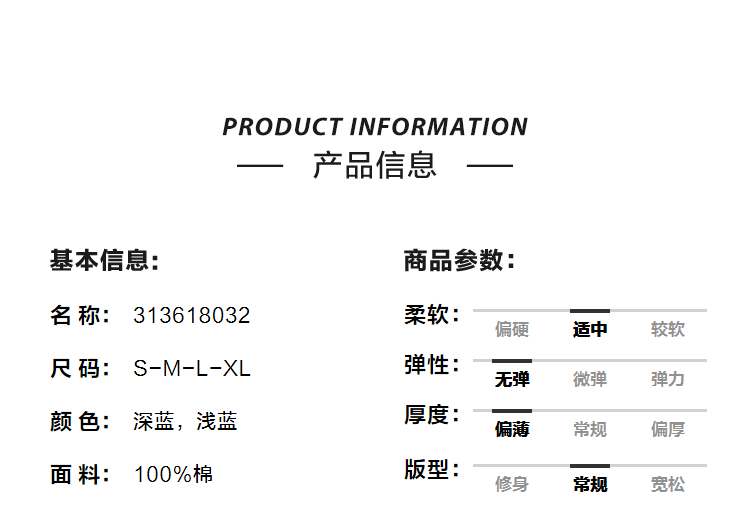 PRODUCT INFORMATION
产品信息
基本信息:
名 称: 313618032
尺 码: S-M-L-XL
颜 色: 深蓝，浅蓝
面 料: 100%棉
商品参数:
柔软:
偏硬 适中 较软
弹性:
无弹 微弹 弹力
厚度:
偏薄 常规 偏厚
版型:
修身 常规 宽松